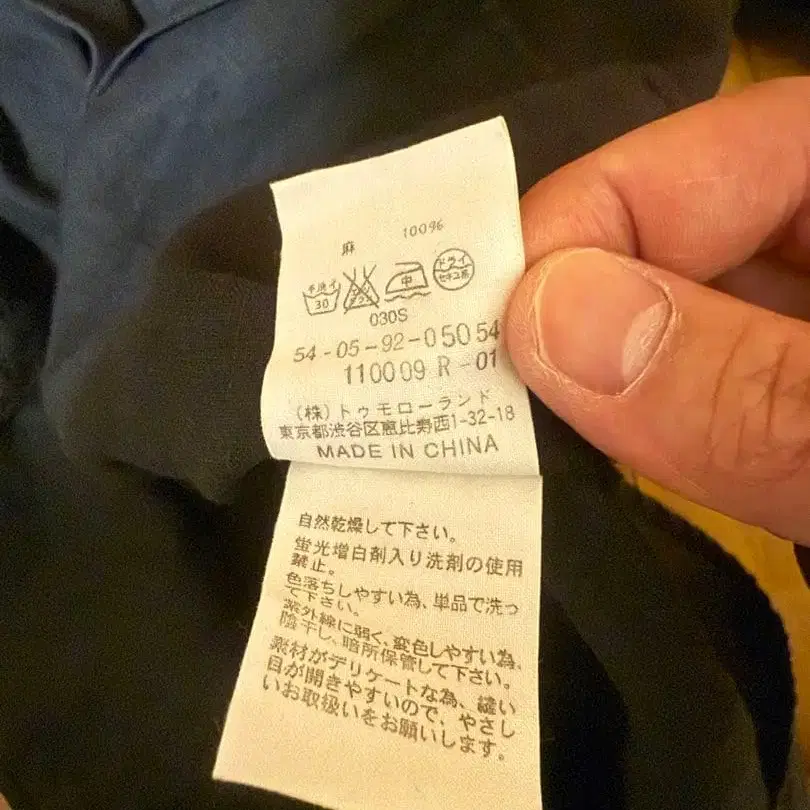 麻 100%
手洗イ 30 エンソサラシ 中 ドライ セキユ系
030S
54-05-92-05054
110009 R-01
(株)トゥモローランド
東京都渋谷区恵比寿西1-32-18
MADE IN CHINA
自然乾燥して下さい。
蛍光増白剤入り洗剤の使用
禁止。
色落ちしやすい為、単品で洗っ
て下さい。
紫外線に弱く、変色しやすい為、
陰干し、暗所保管して下さい。
素材がデリケートな為、縫い
目が開きやすいので、やさし
いお取扱いをお願いします。